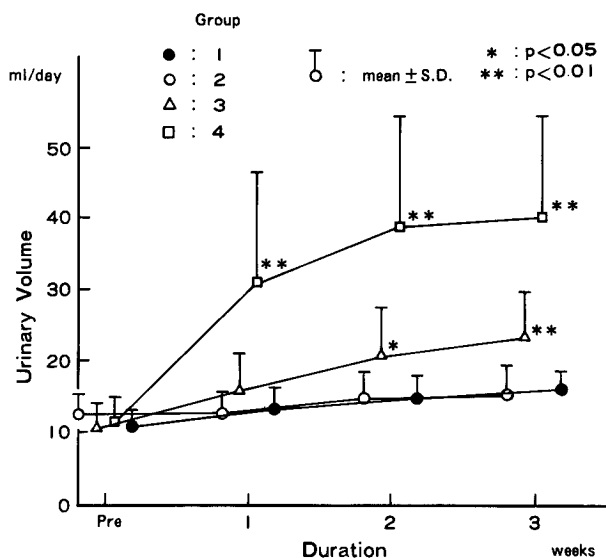 Group
● : 1
○ : 2
△ : 3
□ : 4
○ : mean ± S.D.
* : p<0.05
** : p<0.01
ml/day
50
40
30
20
10
0
Urinary Volume
**
**
**
*
**
Pre
1
2
3
weeks
Duration